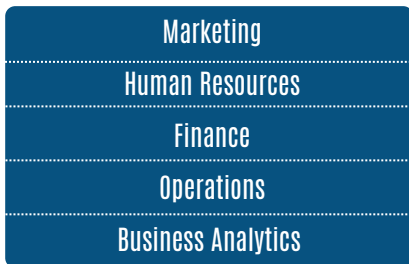 Marketing
Human Resources
Finance
Operations
Business Analytics